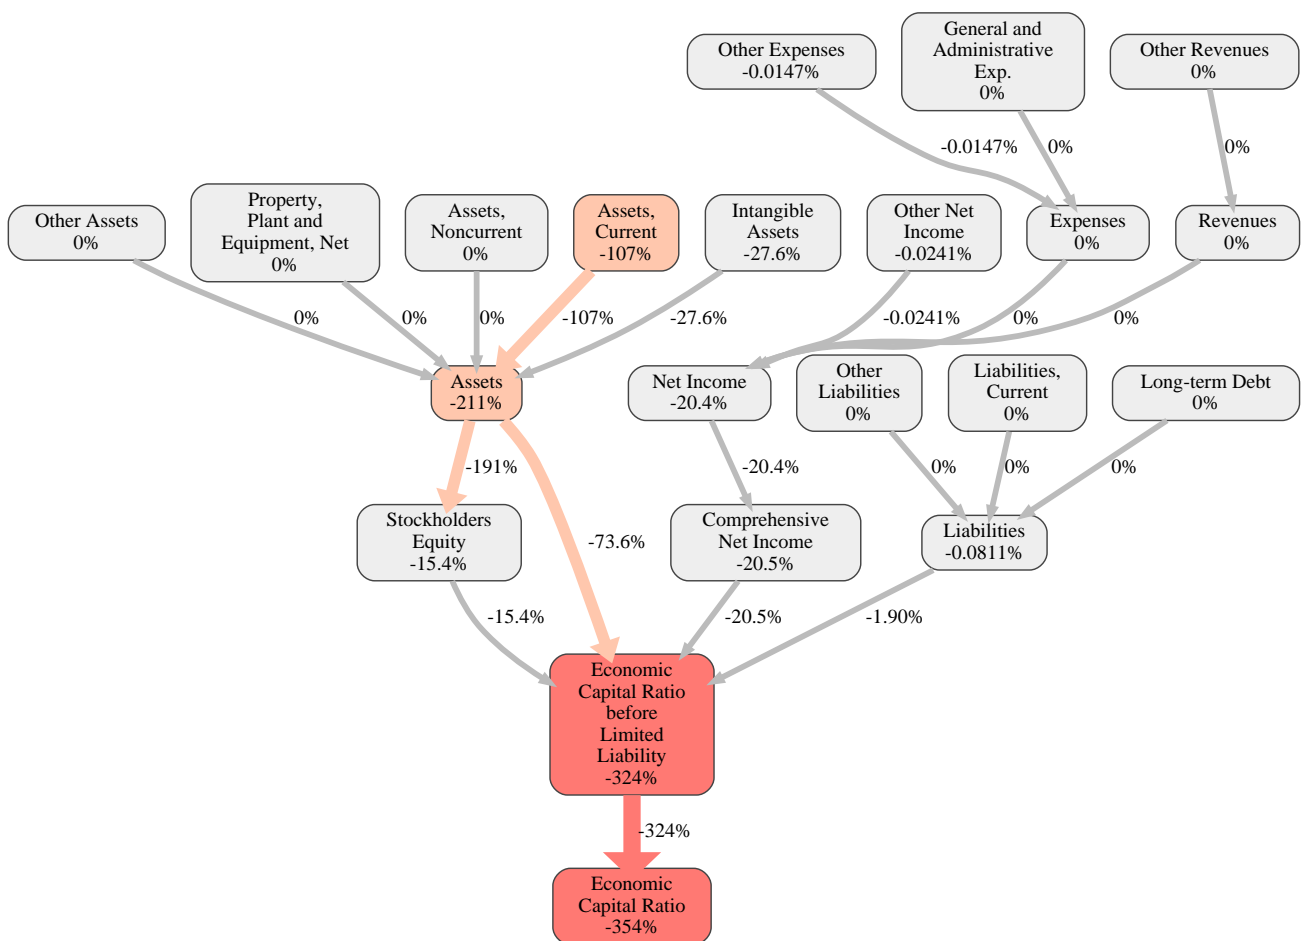 Other Expenses
-0.0147%
General and
Administrative
Exp.
0%
Other Revenues
0%
-0.0147%
0%
0%
Other Assets
0%
Property,
Plant and
Equipment, Net
0%
Assets,
Noncurrent
0%
Assets,
Current
-107%
Intangible
Assets
-27.6%
Other Net
Income
-0.0241%
Expenses
0%
Revenues
0%
0%
0%
0%
-107%
-27.6%
-0.0241%
0%
0%
Assets
-211%
Net Income
-20.4%
Other
Liabilities
0%
Liabilities,
Current
0%
Long-term Debt
0%
-191%
-20.4%
0%
0%
0%
Stockholders
Equity
-15.4%
-73.6%
Comprehensive
Net Income
-20.5%
Liabilities
-0.0811%
-15.4%
-20.5%
-1.90%
Economic
Capital Ratio
before
Limited
Liability
-324%
-324%
Economic
Capital Ratio
-354%